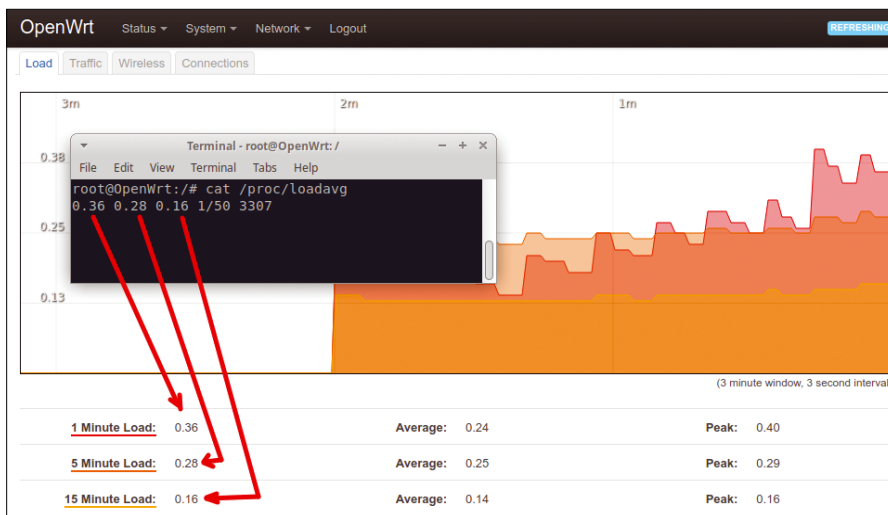 OpenWrt Status System Network Logout REFRESHING
Load Traffic Wireless Connections
3m 2m 1m
Terminal - root@OpenWrt: /
0.38
File Edit View Terminal Tabs Help
root@OpenWrt:/# cat /proc/loadavg
0.36 0.28 0.16 1/50 3307
0.25
0.13
(3 minute window, 3 second interval
1 Minute Load: 0.36 Average: 0.24 Peak: 0.40
5 Minute Load: 0.28 Average: 0.25 Peak: 0.29
15 Minute Load: 0.16 Average: 0.14 Peak: 0.16